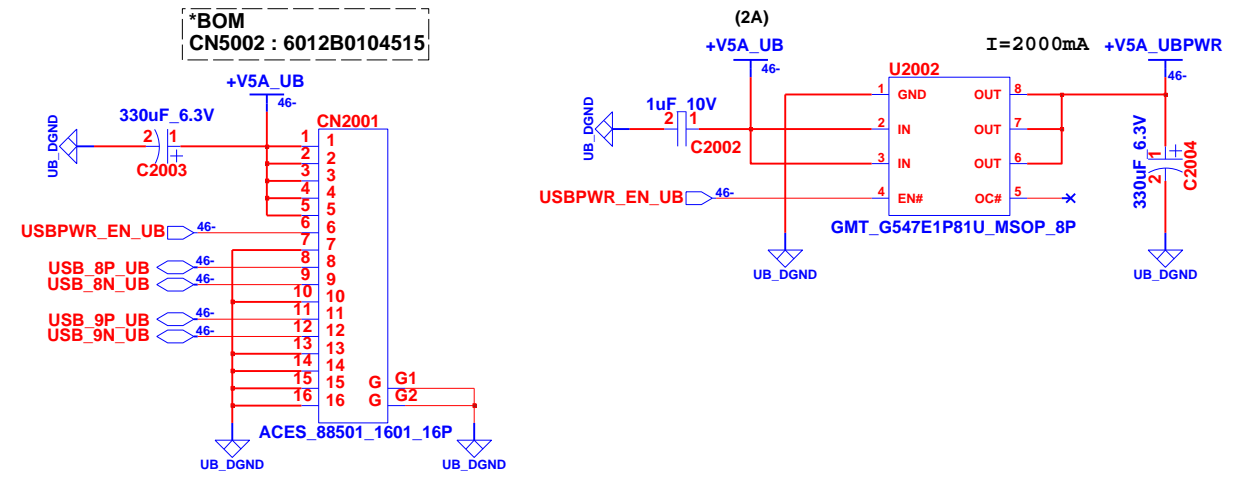 *BOM
CN5002 : 6012B0104515
+V5A_UB
46-
330uF_6.3V
2 1
+
C2003
UB_DGND
CN2001
1 1
2 2
3 3
4 4
5 5
USBPWR_EN_UB 46- 6 6
7 7
USB_8P_UB 46- 8 8
USB_8N_UB 46- 9 9
10 10
USB_9P_UB 46- 11 11
USB_9N_UB 46- 12 12
13 13
14 14
15 15 G G1
16 16 G G2
ACES_88501_1601_16P
UB_DGND
UB_DGND
(2A)
+V5A_UB
46-
I=2000mA
+V5A_UBPWR
46-
UB_DGND
1uF_10V
2 1
C2002
U2002
1 GND OUT 8
2 IN OUT 7
3 IN OUT 6
USBPWR_EN_UB 46- 4 EN# OC# 5
GMT_G547E1P81U_MSOP_8P
UB_DGND
330uF_6.3V
1 +
2
C2004
UB_DGND